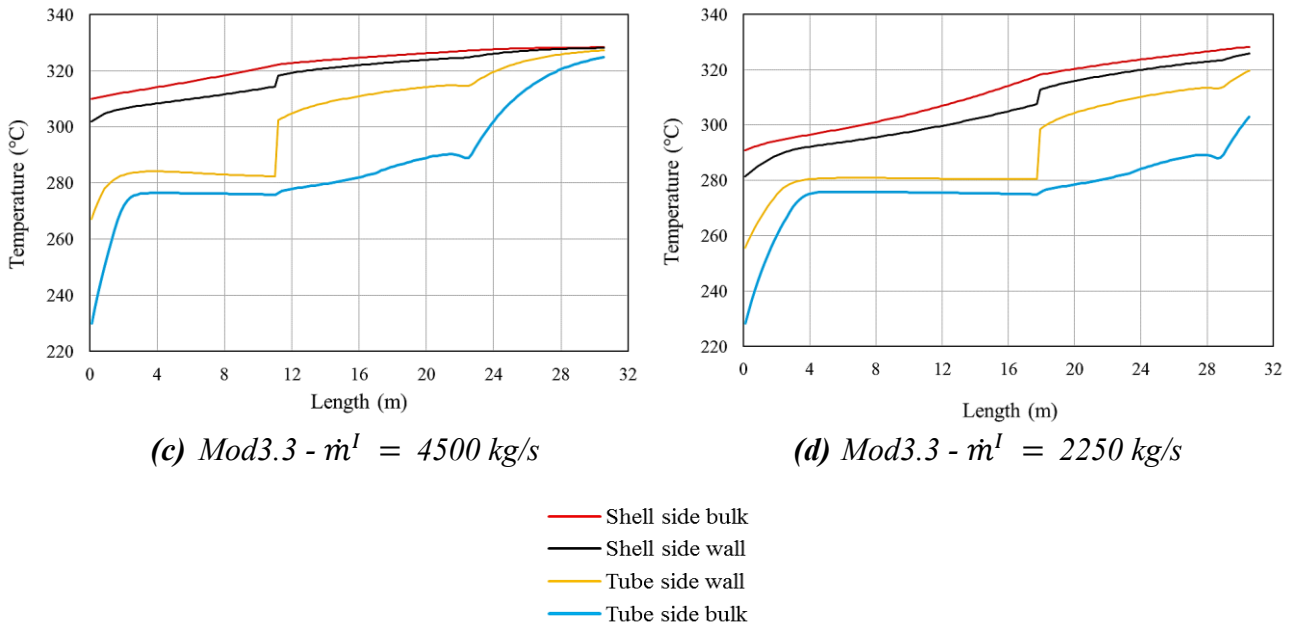 340
320
300
280
260
240
220
Temperature (℃)
0 4 8 12 16 20 24 28 32
Length (m)
(c) Mod3.3 - ṁᴵ = 4500 kg/s
340
320
300
280
260
240
220
Temperature (℃)
0 4 8 12 16 20 24 28 32
Length (m)
(d) Mod3.3 - ṁᴵ = 2250 kg/s
Shell side bulk
Shell side wall
Tube side wall
Tube side bulk